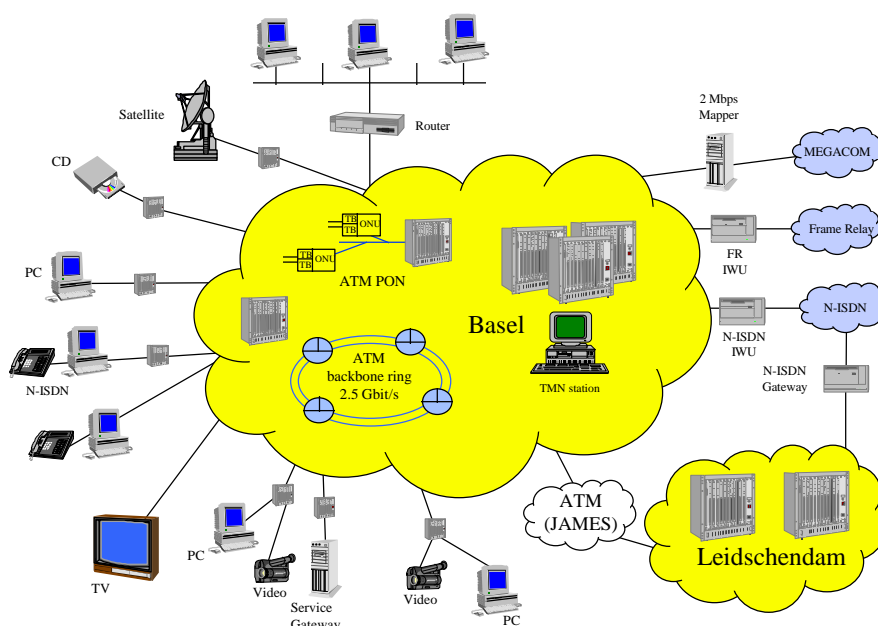 Satellite
Router
2 Mbps
Mapper
MEGACOM
CD
TB
TB
ONU
TB
TB
ONU
ATM PON
FR
IWU
Frame Relay
PC
Basel
N-ISDN
IWU
N-ISDN
ATM
backbone ring
2.5 Gbit/s
TMN station
N-ISDN
Gateway
N-ISDN
ATM
(JAMES)
Leidschendam
TV
PC
Video
Service
Gateway
Video
PC